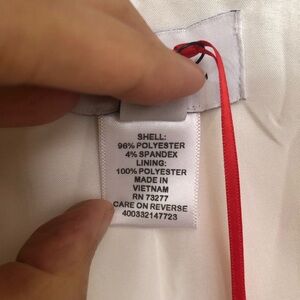 SHELL:
96% POLYESTER
4% SPANDEX
LINING:
100% POLYESTER
MADE IN
VIETNAM
RN 73277
CARE ON REVERSE
400332147723